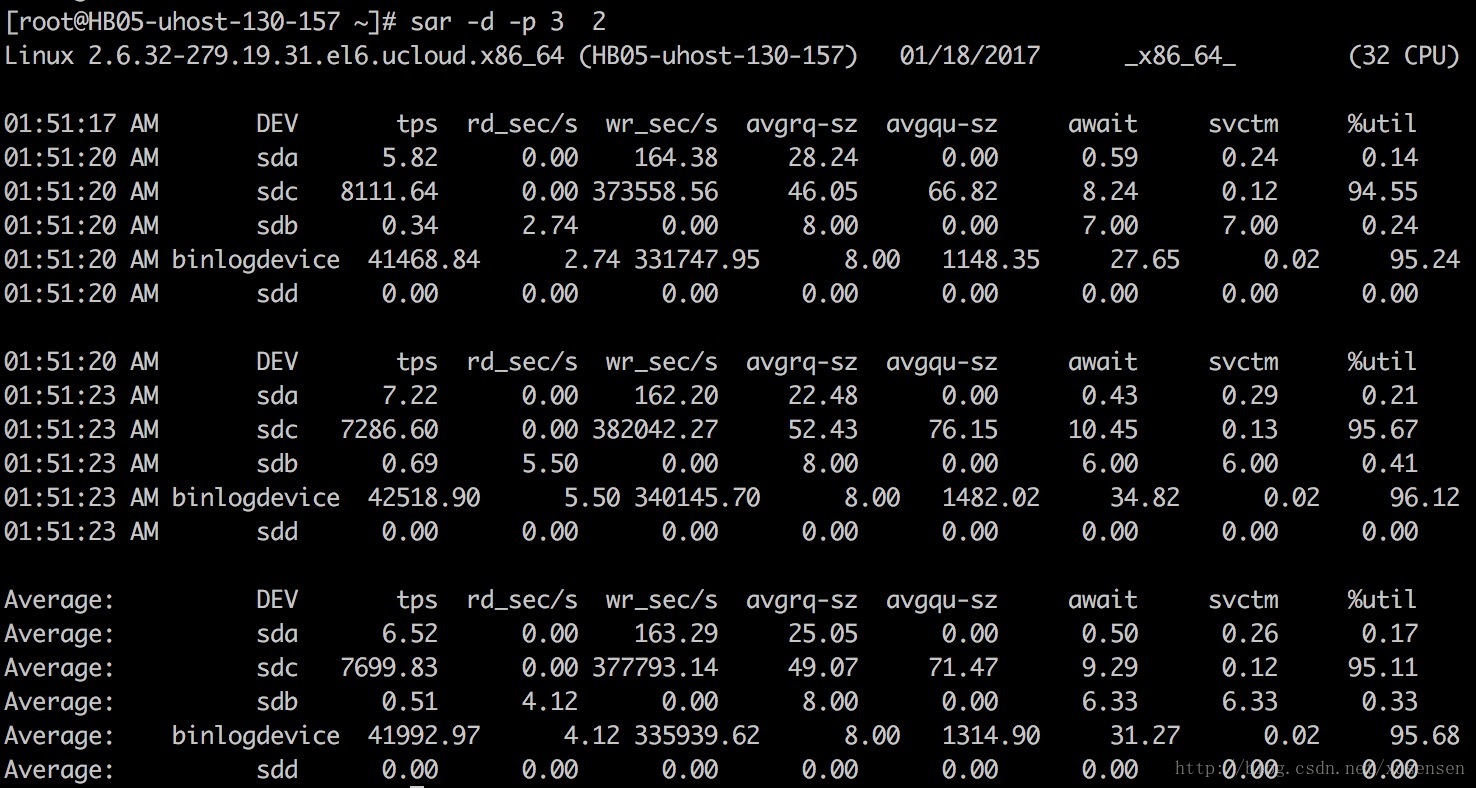 [root@HB05-uhost-130-157 ~]# sar -d -p 3  2
Linux 2.6.32-279.19.31.el6.ucloud.x86_64 (HB05-uhost-130-157)   01/18/2017      _x86_64_        (32 CPU)
01:51:17 AM       DEV       tps  rd_sec/s  wr_sec/s  avgrq-sz  avgqu-sz     await     svctm     %util
01:51:20 AM       sda      5.82      0.00    164.38     28.24      0.00      0.59      0.24      0.14
01:51:20 AM       sdc   8111.64      0.00 373558.56     46.05     66.82      8.24      0.12     94.55
01:51:20 AM       sdb      0.34      2.74      0.00      8.00      0.00      7.00      7.00      0.24
01:51:20 AM binlogdevice  41468.84      2.74 331747.95      8.00   1148.35     27.65      0.02     95.24
01:51:20 AM       sdd      0.00      0.00      0.00      0.00      0.00      0.00      0.00      0.00
01:51:20 AM       DEV       tps  rd_sec/s  wr_sec/s  avgrq-sz  avgqu-sz     await     svctm     %util
01:51:23 AM       sda      7.22      0.00    162.20     22.48      0.00      0.43      0.29      0.21
01:51:23 AM       sdc   7286.60      0.00 382042.27     52.43     76.15     10.45      0.13     95.67
01:51:23 AM       sdb      0.69      5.50      0.00      8.00      0.00      6.00      6.00      0.41
01:51:23 AM binlogdevice  42518.90      5.50 340145.70      8.00   1482.02     34.82      0.02     96.12
01:51:23 AM       sdd      0.00      0.00      0.00      0.00      0.00      0.00      0.00      0.00
Average:          DEV       tps  rd_sec/s  wr_sec/s  avgrq-sz  avgqu-sz     await     svctm     %util
Average:          sda      6.52      0.00    163.29     25.05      0.00      0.50      0.26      0.17
Average:          sdc   7699.83      0.00 377793.14     49.07     71.47      9.29      0.12     95.11
Average:          sdb      0.51      4.12      0.00      8.00      0.00      6.33      6.33      0.33
Average:    binlogdevice  41992.97      4.12 335939.62      8.00   1314.90     31.27      0.02     95.68
Average:          sdd      0.00      0.00      0.00      0.00      0.00      0.00      0.00      0.00